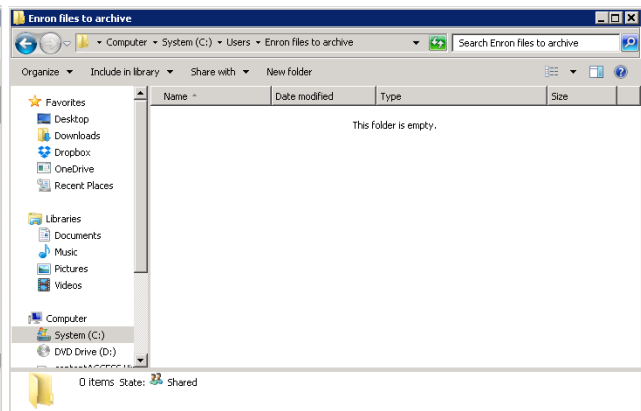 Enron files to archive
Computer System (C:) Users Enron files to archive
Search Enron files to archive
Organize Include in library Share with New folder
Name Date modified Type Size
This folder is empty.
Favorites
Desktop
Downloads
Dropbox
OneDrive
Recent Places
Libraries
Documents
Music
Pictures
Videos
Computer
System (C:)
DVD Drive (D:)
0 items State: Shared